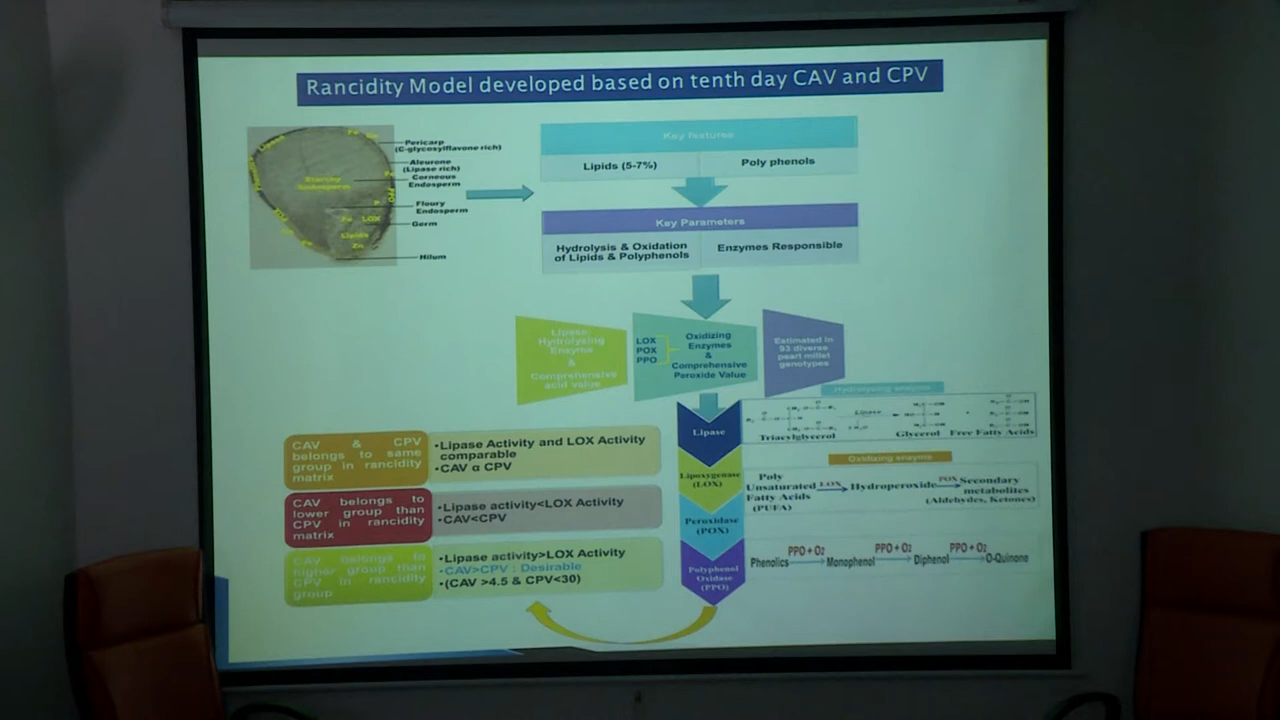 Rancidity Model developed based on tenth day CAV and CPV
Pericarp
(C-glycosylflavone rich)
Aleurone
(Lipase rich)
Corneous
Endosperm
Floury
Endosperm
Germ
Hilum
Starchy
Endosperm
Fe
LOX
Lipids
Zn
Key features
Lipids (5-7%)
Poly phenols
Key Parameters
Hydrolysis & Oxidation
of Lipids & Polyphenols
Enzymes Responsible
Lipase
Hydrolyzing
Enzyme
&
Comprehensive
acid value
LOX
POX
PPO
Oxidizing
Enzymes
&
Comprehensive
Peroxide Value
Estimated in
93 diverse
pearl millet
genotypes
Hydrolyzing enzyme
Lipase
Triacylglycerol
Glycerol
Free Fatty Acids
Oxidizing enzyme
Poly
Unsaturated
Fatty Acids
(PUFA)
LOX
Hydroperoxide
POX
Secondary
metabolites
(Aldehydes, Ketones)
PPO + O2
PPO + O2
PPO + O2
Phenolics
Monophenol
Diphenol
O-Quinone
Lipase
Lipoxygenase
(LOX)
Peroxidase
(POX)
Polyphenol
Oxidase
(PPO)
CAV & CPV
belongs to same
group in rancidity
matrix
•Lipase Activity and LOX Activity
comparable
•CAV α CPV
CAV belongs to
lower group than
CPV in rancidity
matrix
•Lipase activity<LOX Activity
•CAV<CPV
CAV belongs to
higher group than
CPV in rancidity
group
•Lipase activity>LOX Activity
•CAV>CPV : Desirable
•(CAV >4.5 & CPV<30)